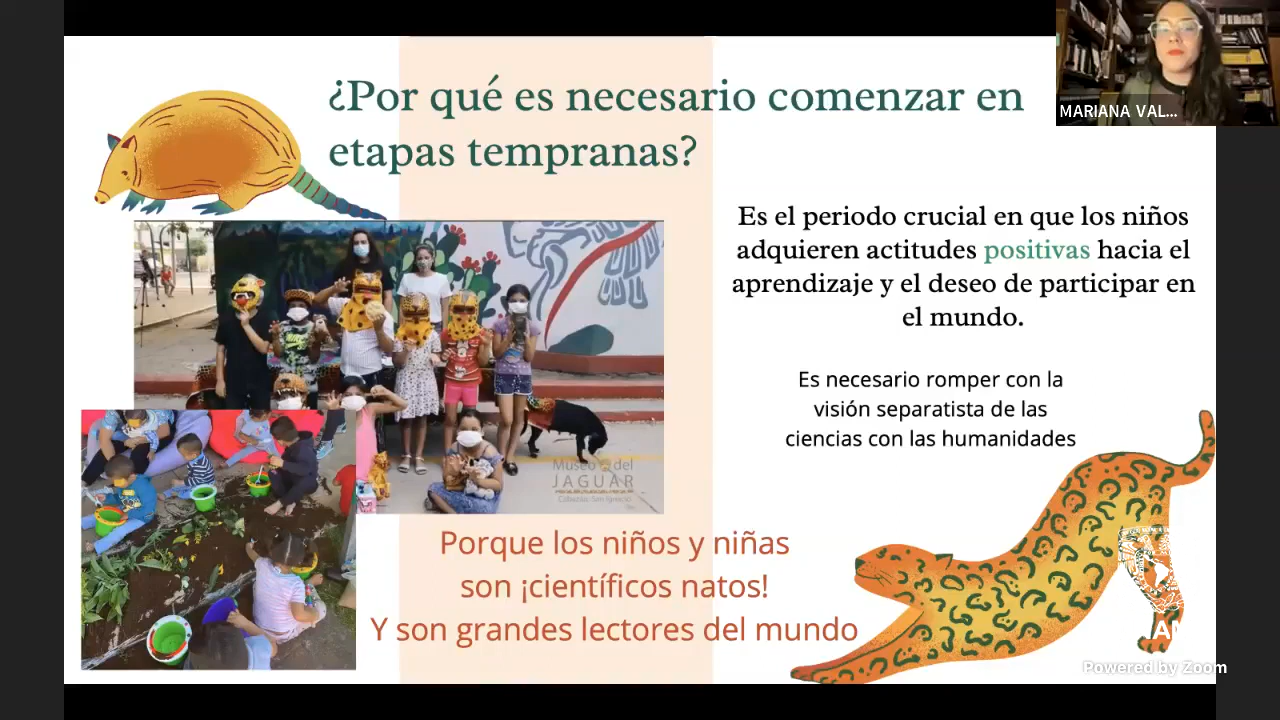 ¿Por qué es necesario comenzar en
etapas tempranas?
MARIANA VAL...
Es el periodo crucial en que los niños
adquieren actitudes positivas hacia el
aprendizaje y el deseo de participar en
el mundo.
Es necesario romper con la
visión separatista de las
ciencias con las humanidades
Museo del
JAGUAR
Porque los niños y niñas
son ¡científicos natos!
Y son grandes lectores del mundo
Powered by Zoom